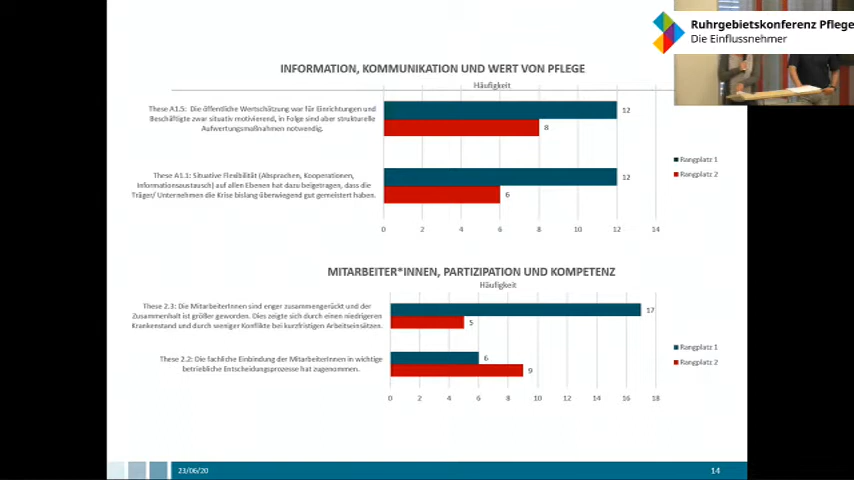 Ruhrgebietskonferenz Pflege
Die Einflussnehmer
INFORMATION, KOMMUNIKATION UND WERT VON PFLEGE
Häufigkeit
These A1.5: Die öffentliche Wertschätzung war für Einrichtungen und
Beschäftigte zwar situativ motivierend, in Folge sind aber strukturelle
Aufwertungsmaßnahmen notwendig.
12
8
These A1.1: Situative Flexibilität (Absprachen, Kooperationen,
Informationsaustausch) auf allen Ebenen hat dazu beigetragen, dass die
Träger/ Unternehmen die Krise bislang überwiegend gut gemeistert haben.
12
6
Rangplatz 1
Rangplatz 2
0 2 4 6 8 10 12 14
MITARBEITER*INNEN, PARTIZIPATION UND KOMPETENZ
Häufigkeit
These 2.3: Die MitarbeiterInnen sind enger zusammengerückt und der
Zusammenhalt ist größer geworden. Dies zeigte sich durch einen niedrigeren
Krankenstand und durch weniger Konflikte bei kurzfristigen Arbeitseinsätzen.
17
5
These 2.2: Die fachliche Einbindung der MitarbeiterInnen in wichtige
betriebliche Entscheidungsprozesse hat zugenommen.
6
9
Rangplatz 1
Rangplatz 2
0 2 4 6 8 10 12 14 16 18
23/06/20
14